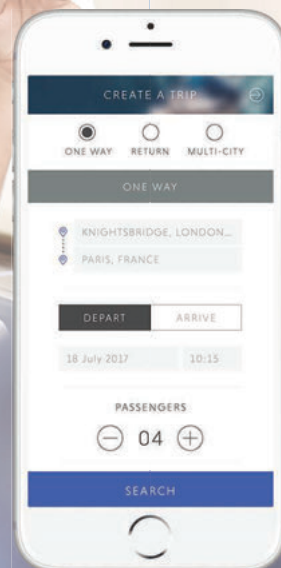 CREATE A TRIP
ONE WAY RETURN MULTI-CITY
ONE WAY
KNIGHTSBRIDGE, LONDON...
PARIS, FRANCE
DEPART ARRIVE
18 July 2017 10:15
PASSENGERS
04
SEARCH